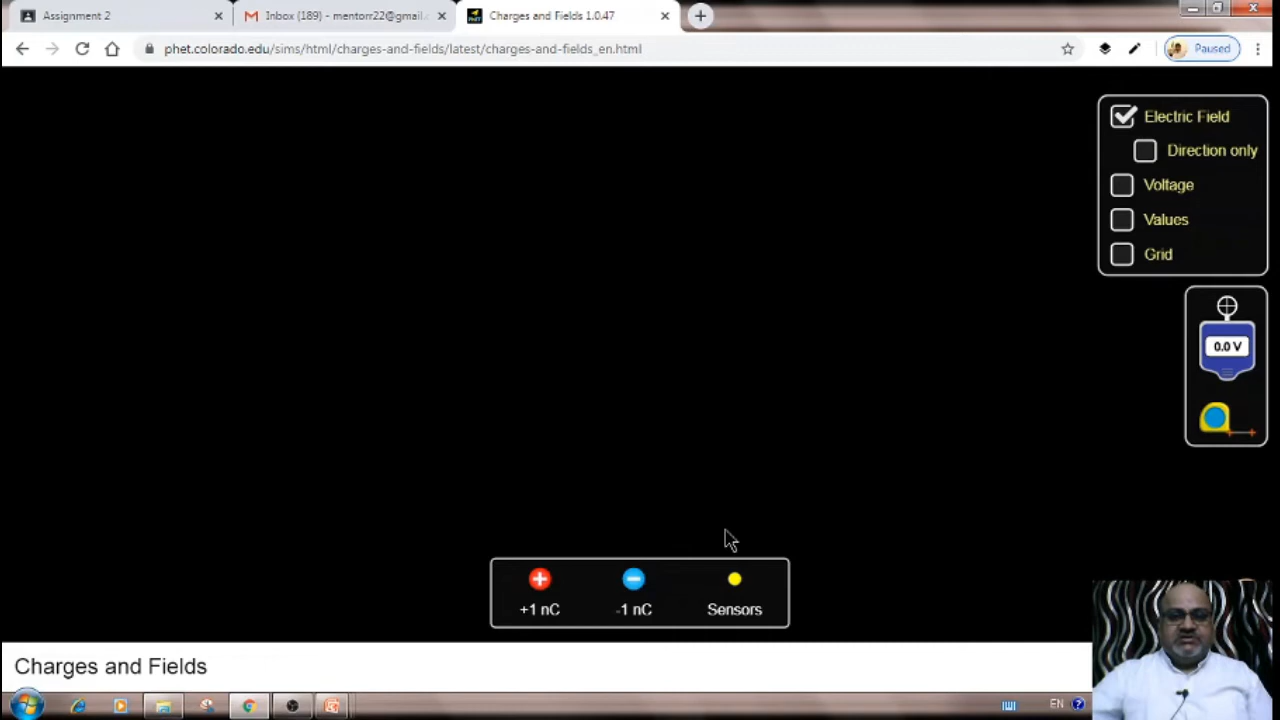 Assignment 2
Inbox (189) - mentorr22@gmail.c
Charges and Fields 1.0.47
phet.colorado.edu/sims/html/charges-and-fields/latest/charges-and-fields_en.html
Paused
Electric Field
Direction only
Voltage
Values
Grid
0.0 V
+1 nC
-1 nC
Sensors
Charges and Fields
EN